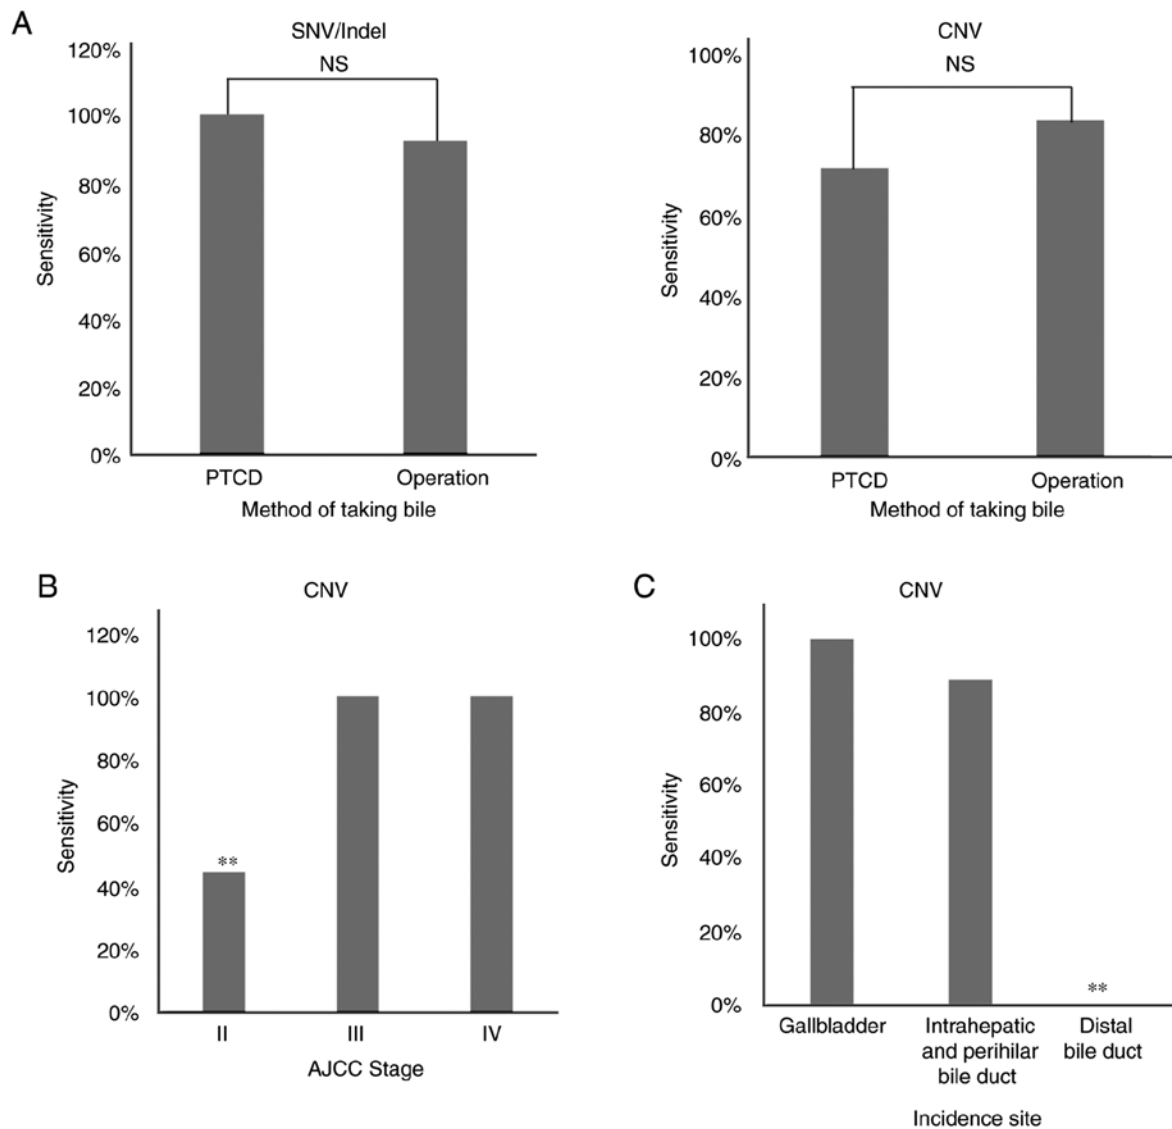 A
SNV/Indel
NS
120%
100%
80%
60%
40%
20%
0%
Sensitivity
PTCD
Operation
Method of taking bile
CNV
NS
100%
80%
60%
40%
20%
0%
Sensitivity
PTCD
Operation
Method of taking bile
B
CNV
120%
100%
80%
60%
40%
20%
0%
Sensitivity
**
II
III
IV
AJCC Stage
C
CNV
100%
80%
60%
40%
20%
0%
Sensitivity
**
Gallbladder
Intrahepatic
and perihilar
bile duct
Distal
bile duct
Incidence site